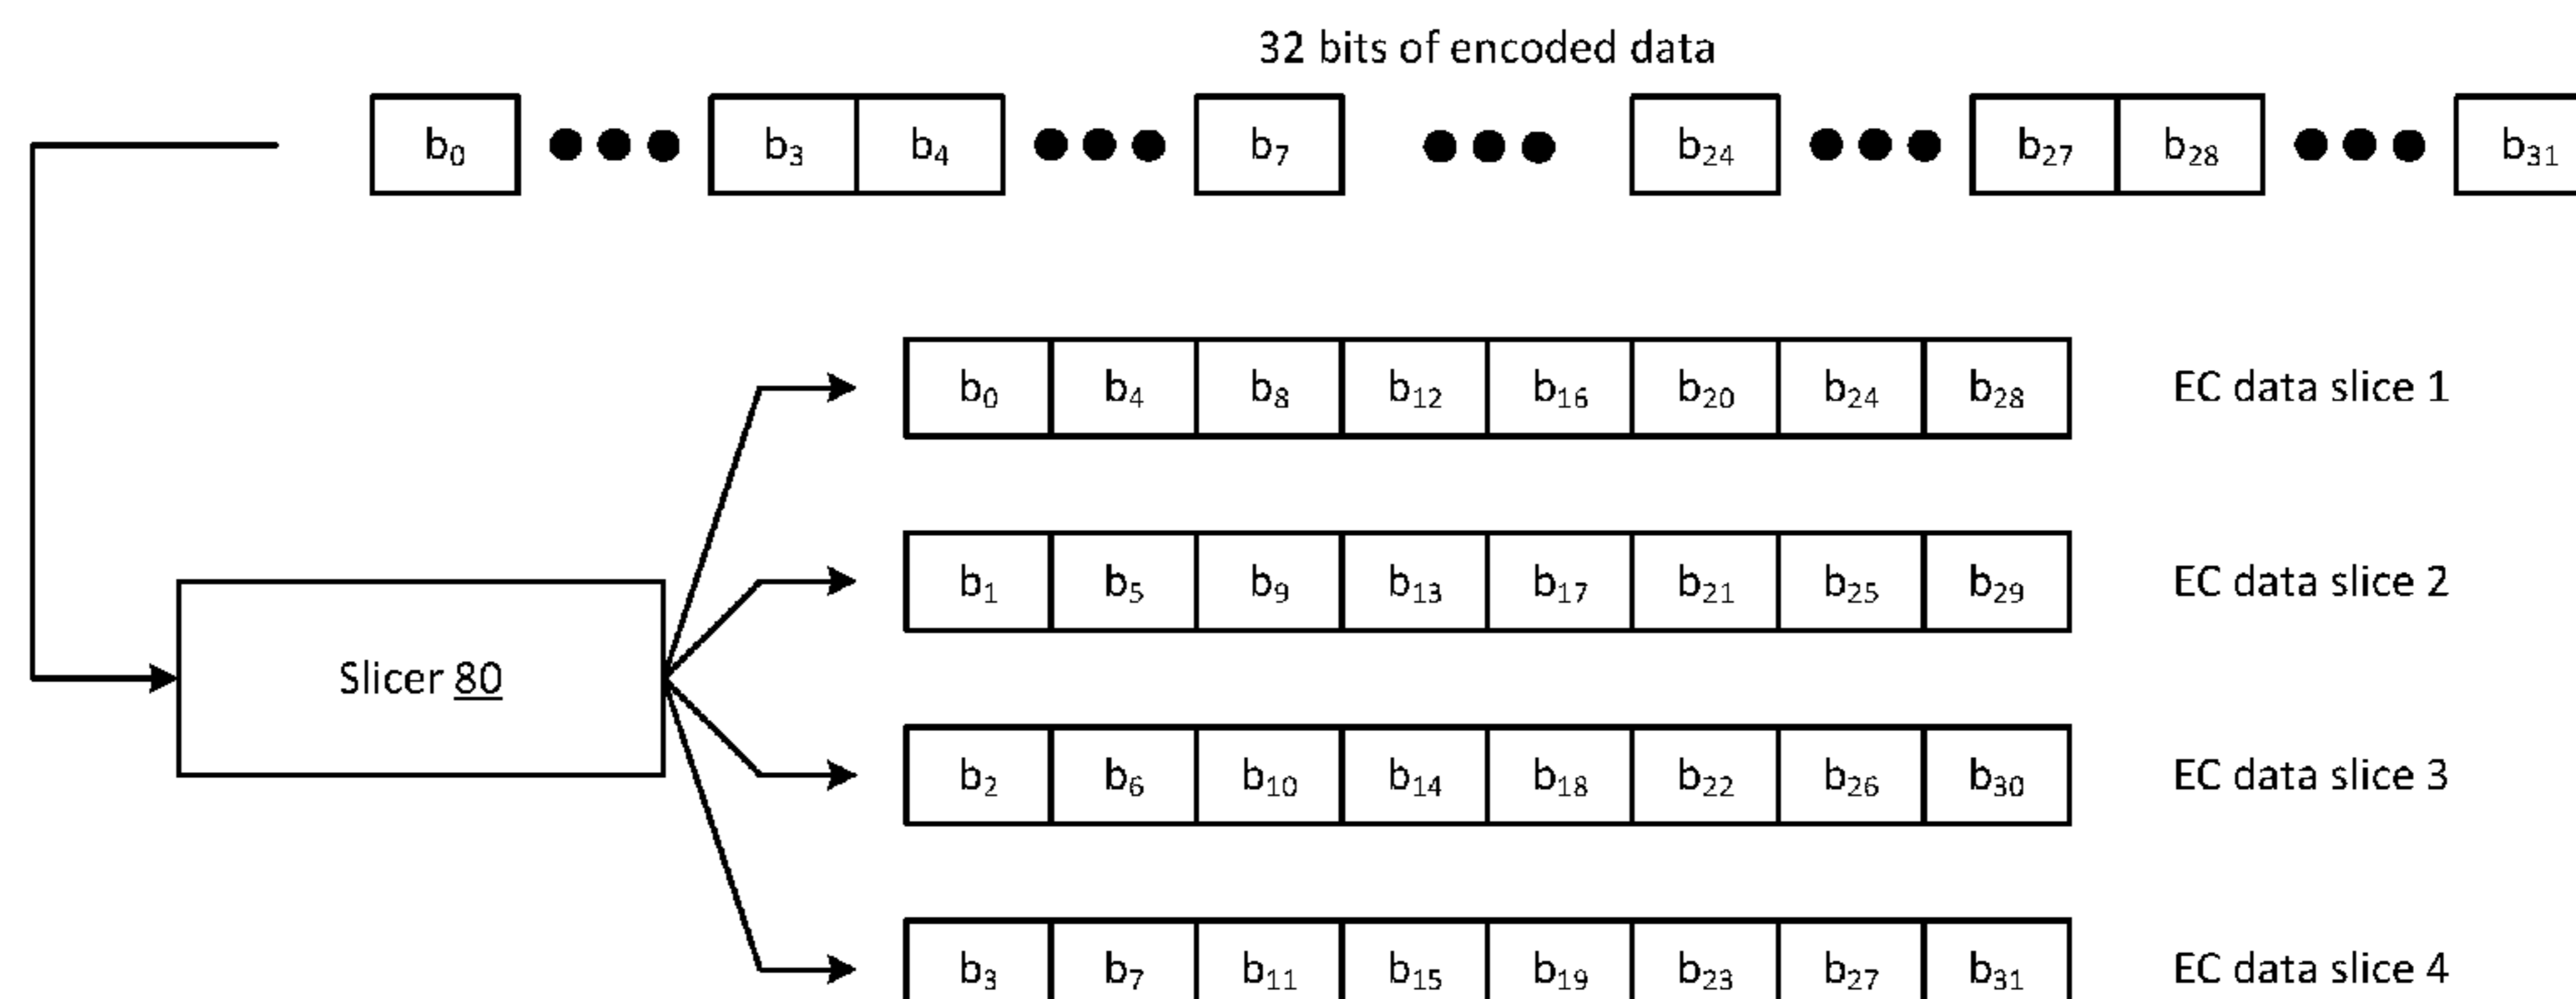 32 bits of encoded data
b₀ ●●● b₃ b₄ ●●● b₇ ●●● b₂₄ ●●● b₂₇ b₂₈ ●●● b₃₁
b₀ b₄ b₈ b₁₂ b₁₆ b₂₀ b₂₄ b₂₈ EC data slice 1
b₁ b₅ b₉ b₁₃ b₁₇ b₂₁ b₂₅ b₂₉ EC data slice 2
Slicer 80
b₂ b₆ b₁₀ b₁₄ b₁₈ b₂₂ b₂₆ b₃₀ EC data slice 3
b₃ b₇ b₁₁ b₁₅ b₁₉ b₂₃ b₂₇ b₃₁ EC data slice 4